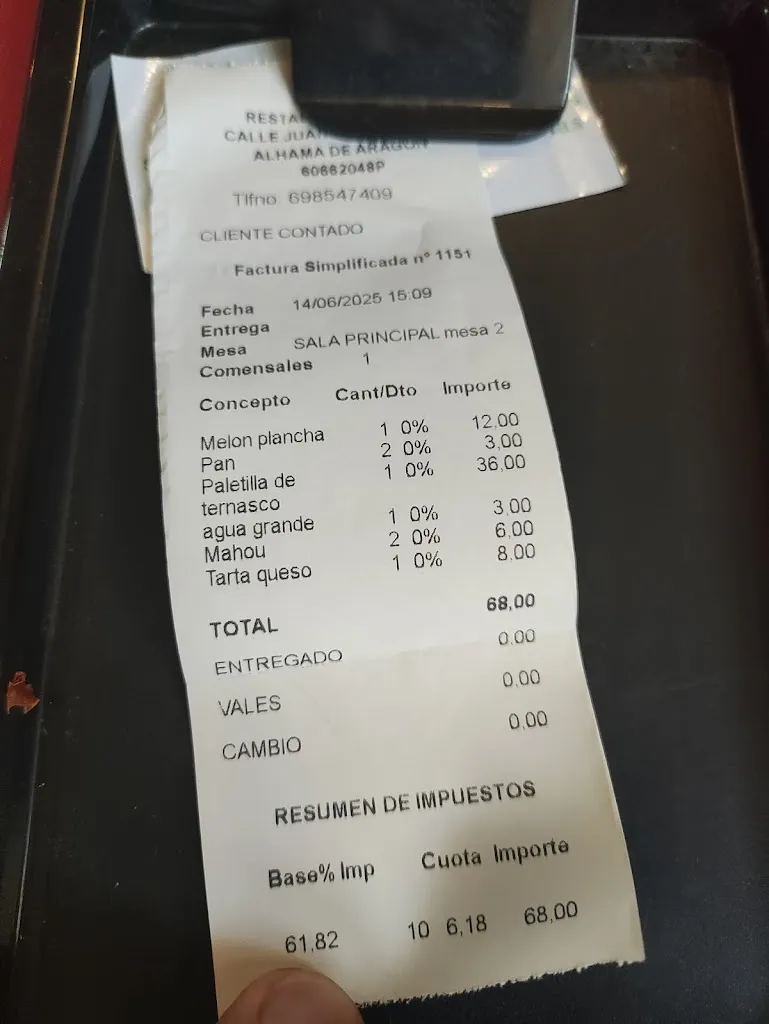 CALLE
ALHAMA DE ARAGON
60662048P
Tlfno 698547409
CLIENTE CONTADO
Factura Simplificada nº 1151
Fecha 14/06/2025 15:09
Entrega
Mesa SALA PRINCIPAL mesa 2
Comensales 1
Concepto Cant/Dto Importe
Melon plancha 1 0% 12,00
Pan 2 0% 3,00
Paletilla de 1 0% 36,00
ternasco
agua grande 1 0% 3,00
Mahou 2 0% 6,00
Tarta queso 1 0% 8,00
TOTAL 68,00
ENTREGADO 0.00
VALES 0.00
CAMBIO 0.00
RESUMEN DE IMPUESTOS
Base% Imp Cuota Importe
61,82 10 6,18 68,00